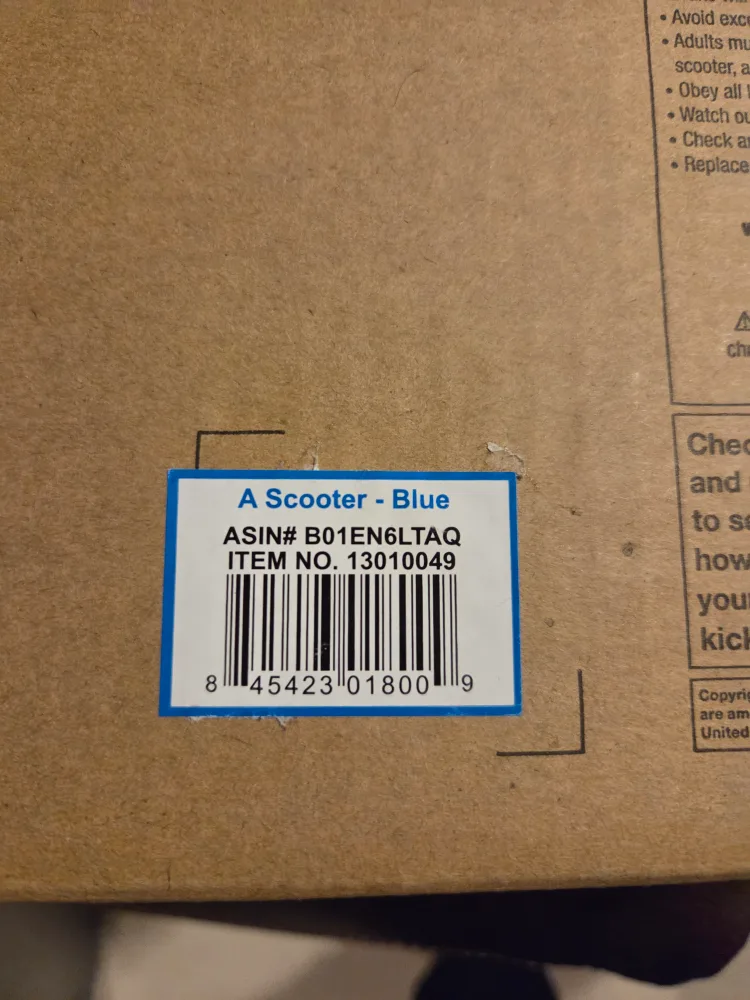 • Avoid exc
• Adults mu
scooter, a
• Obey all
• Watch ou
• Check a
• Replace
A Scooter - Blue
ASIN# B01EN6LTAQ
ITEM NO. 13010049
8 45423 01800 9
Chec
and
to s
how
you
kick
Copyri
are am
United